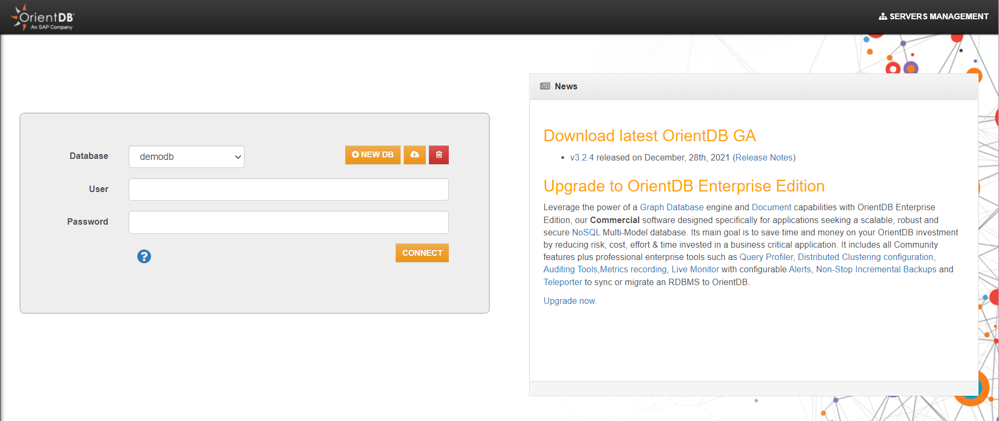 OrientDB
An SAP Company
SERVERS MANAGEMENT
Database
demodb
NEW DB
User
Password
?
CONNECT
News
Download latest OrientDB GA
• v3.2.4 released on December, 28th, 2021 (Release Notes)
Upgrade to OrientDB Enterprise Edition
Leverage the power of a Graph Database engine and Document capabilities with OrientDB Enterprise
Edition, our Commercial software designed specifically for applications seeking a scalable, robust and
secure NoSQL Multi-Model database. Its main goal is to save time and money on your OrientDB investment
by reducing risk, cost, effort & time invested in a business critical application. It includes all Community
features plus professional enterprise tools such as Query Profiler, Distributed Clustering configuration,
Auditing Tools,Metrics recording, Live Monitor with configurable Alerts, Non-Stop Incremental Backups and
Teleporter to sync or migrate an RDBMS to OrientDB.
Upgrade now.